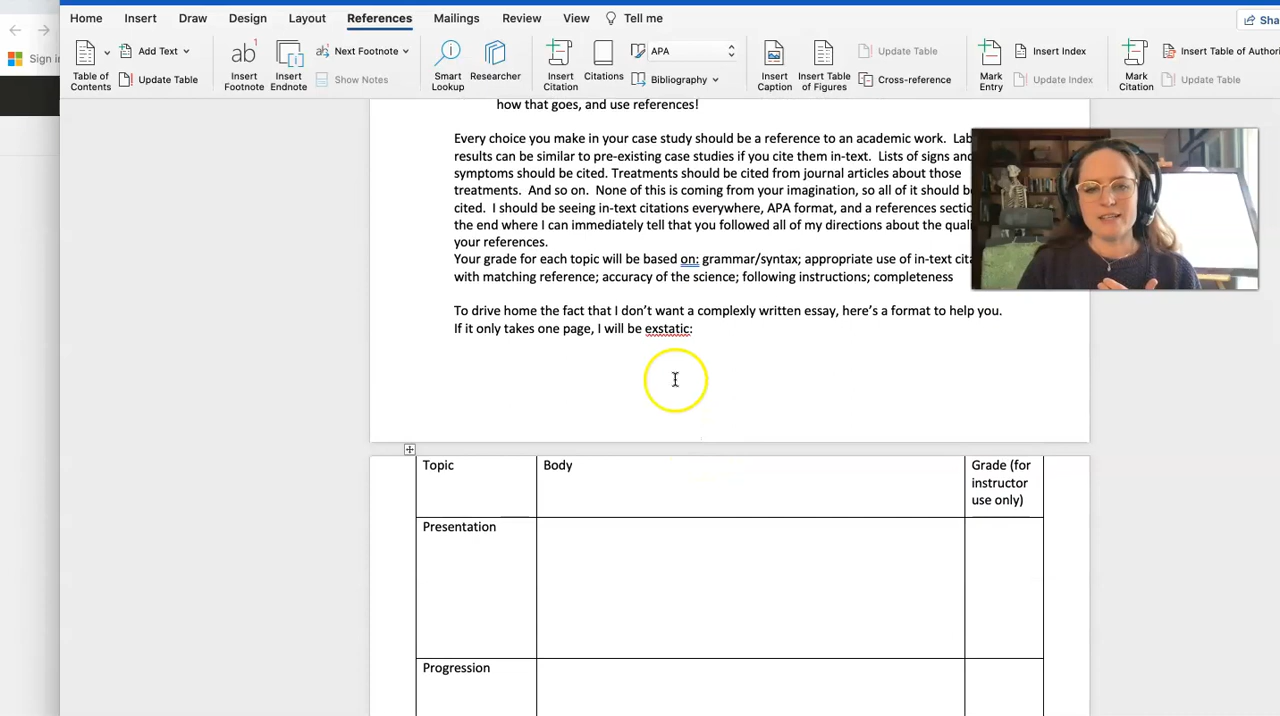 Home Insert Draw Design Layout References Mailings Review View Tell me
Sha
Sign i
Table of Contents
Add Text
Update Table
ab1
Insert Footnote
Insert Endnote
ab1 Next Footnote
Show Notes
Smart Lookup
Researcher
Insert Citation
Citations
APA
Bibliography
Insert Caption
Insert Table of Figures
Update Table
Cross-reference
Mark Entry
Insert Index
Update Index
Mark Citation
Insert Table of Authori
Update Table
how that goes, and use references!
Every choice you make in your case study should be a reference to an academic work. Lab
results can be similar to pre-existing case studies if you cite them in-text. Lists of signs and
symptoms should be cited. Treatments should be cited from journal articles about those
treatments. And so on. None of this is coming from your imagination, so all of it should be
cited. I should be seeing in-text citations everywhere, APA format, and a references secti
the end where I can immediately tell that you followed all of my directions about the qual
your references.
Your grade for each topic will be based on: grammar/syntax; appropriate use of in-text cita
with matching reference; accuracy of the science; following instructions; completeness
To drive home the fact that I don't want a complexly written essay, here's a format to help you.
If it only takes one page, I will be exstatic:
Topic Body Grade (for
instructor
use only)
Presentation
Progression